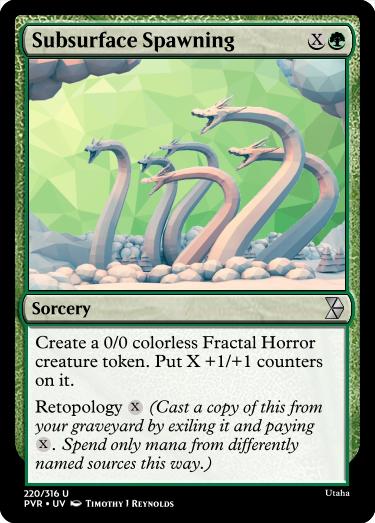 Subsurface Spawning X
Sorcery
Create a 0/0 colorless Fractal Horror
creature token. Put X +1/+1 counters
on it.
Retopology X (Cast a copy of this from
your graveyard by exiling it and paying
X. Spend only mana from differently
named sources this way.)
220/316 U
Utaha
PVR • UV Timothy J Reynolds